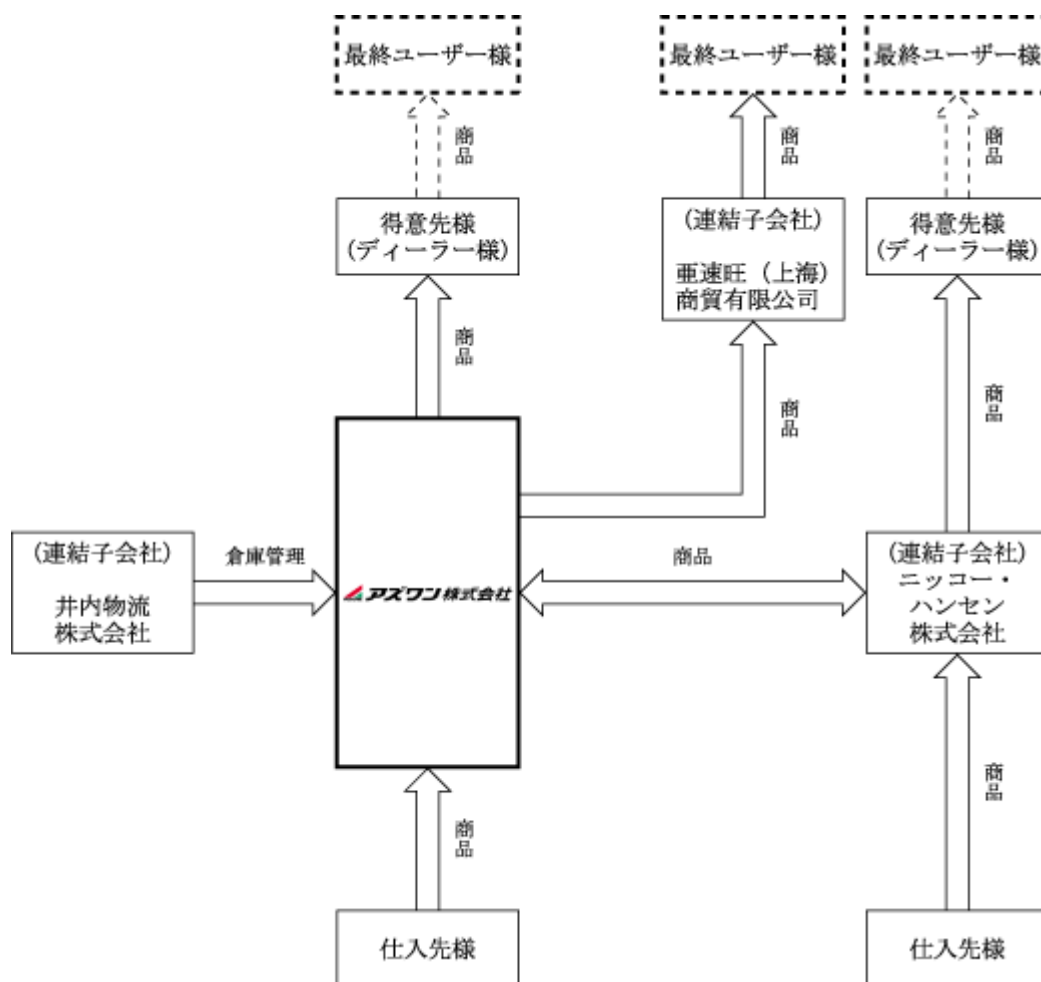 最終ユーザー様
最終ユーザー様
最終ユーザー様
商品
商品
商品
得意先様
(ディーラー様)
(連結子会社)
亜速旺（上海）
商貿有限公司
得意先様
(ディーラー様)
商品
商品
商品
(連結子会社)
井内物流
株式会社
倉庫管理
アズワン株式会社
商品
(連結子会社)
ニッコー・
ハンセン
株式会社
商品
商品
仕入先様
仕入先様